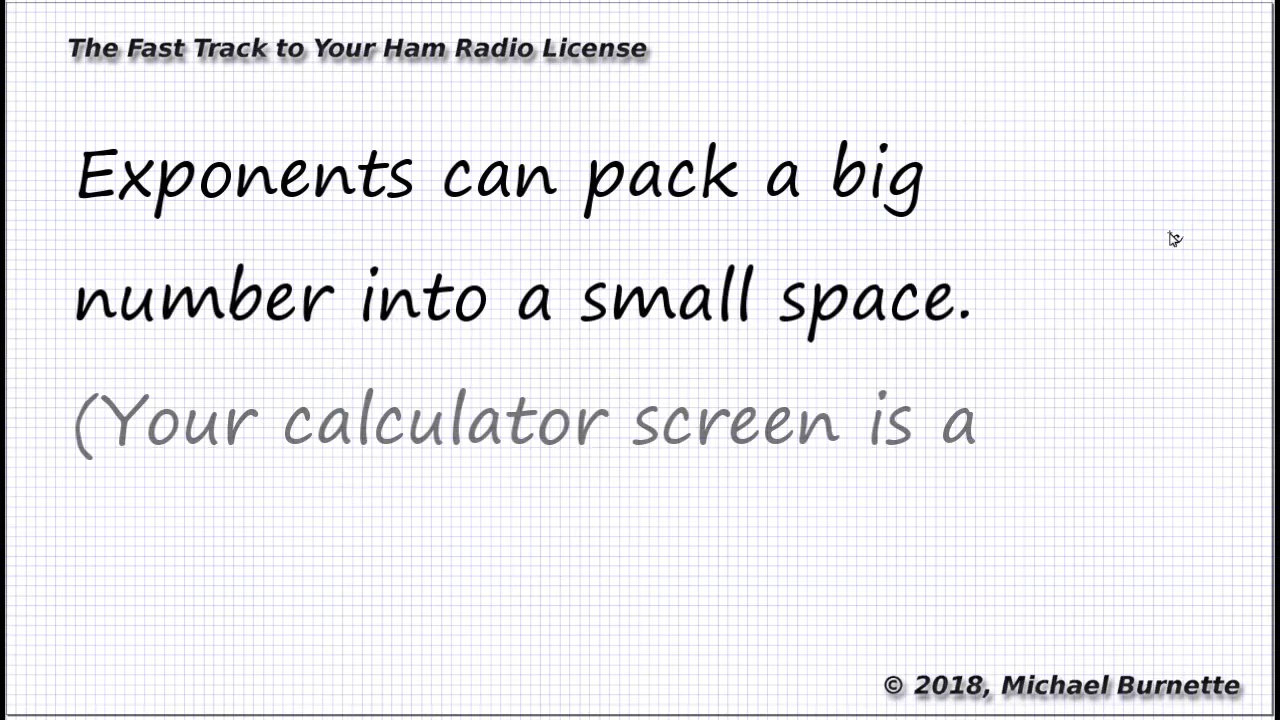 The Fast Track to Your Ham Radio License
Exponents can pack a big
number into a small space.
(Your calculator screen is a
© 2018, Michael Burnette